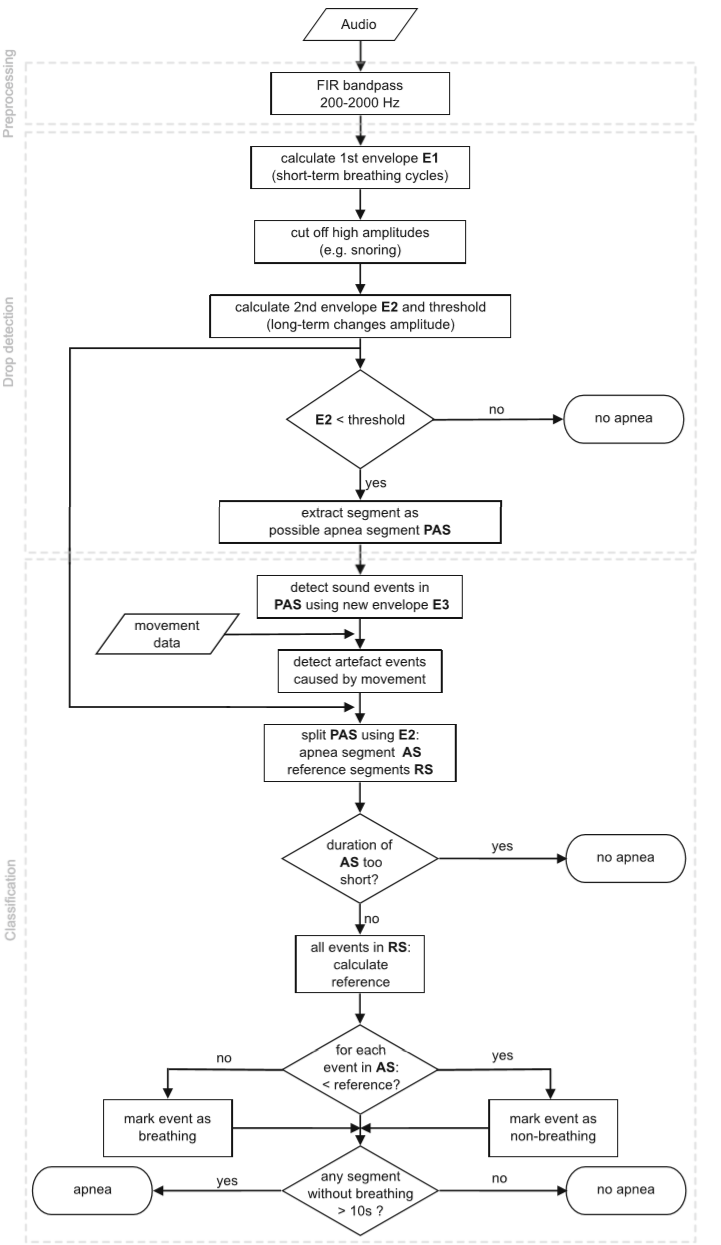 Audio
Preprocessing
FIR bandpass
200-2000 Hz
Drop detection
calculate 1st envelope E1
(short-term breathing cycles)
cut off high amplitudes
(e.g. snoring)
calculate 2nd envelope E2 and threshold
(long-term changes amplitude)
E2 < threshold
no
no apnea
yes
extract segment as
possible apnea segment PAS
Classification
detect sound events in
PAS using new envelope E3
movement
data
detect artefact events
caused by movement
split PAS using E2:
apnea segment AS
reference segments RS
duration of
AS too
short?
yes
no apnea
no
all events in RS:
calculate
reference
for each
event in AS:
< reference?
no
yes
mark event as
breathing
mark event as
non-breathing
any segment
without breathing
> 10s ?
yes
apnea
no
no apnea